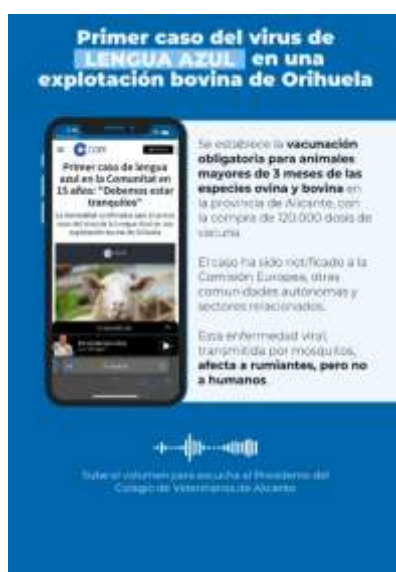 Primer caso del virus de
LENGUA AZUL en una
explotación bovina de Orihuela
Primer caso de lengua
azul en la Comunitat en
15 años: "Debemos estar
tranquilos"
Se establece la vacunación
obligatoria para animales
mayores de 3 meses de las
especies ovina y bovina en
la provincia de Alicante, con
la compra de 120.000 dosis de
vacuna.
El caso ha sido notificado a la
Comisión Europea, otras
comunidades autónomas y
sectores relacionados.
Esta enfermedad viral,
transmitida por mosquitos,
afecta a rumiantes, pero no
a humanos.
Sube el volumen para escucha al Presidente del
Colegio de Veterinarios de Alicante